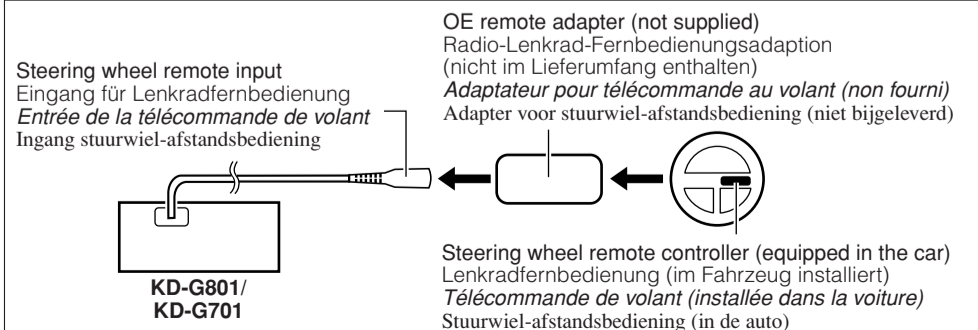 Steering wheel remote input
Eingang für Lenkradfernbedienung
Entrée de la télécommande de volant
Ingang stuurwiel-afstandsbediening
OE remote adapter (not supplied)
Radio-Lenkrad-Fernbedienungsadaption
(nicht im Lieferumfang enthalten)
Adaptateur pour télécommande au volant (non fourni)
Adapter voor stuurwiel-afstandsbediening (niet bijgeleverd)
KD-G801/
KD-G701
Steering wheel remote controller (equipped in the car)
Lenkradfernbedienung (im Fahrzeug installiert)
Télécommande de volant (installée dans la voiture)
Stuurwiel-afstandsbediening (in de auto)